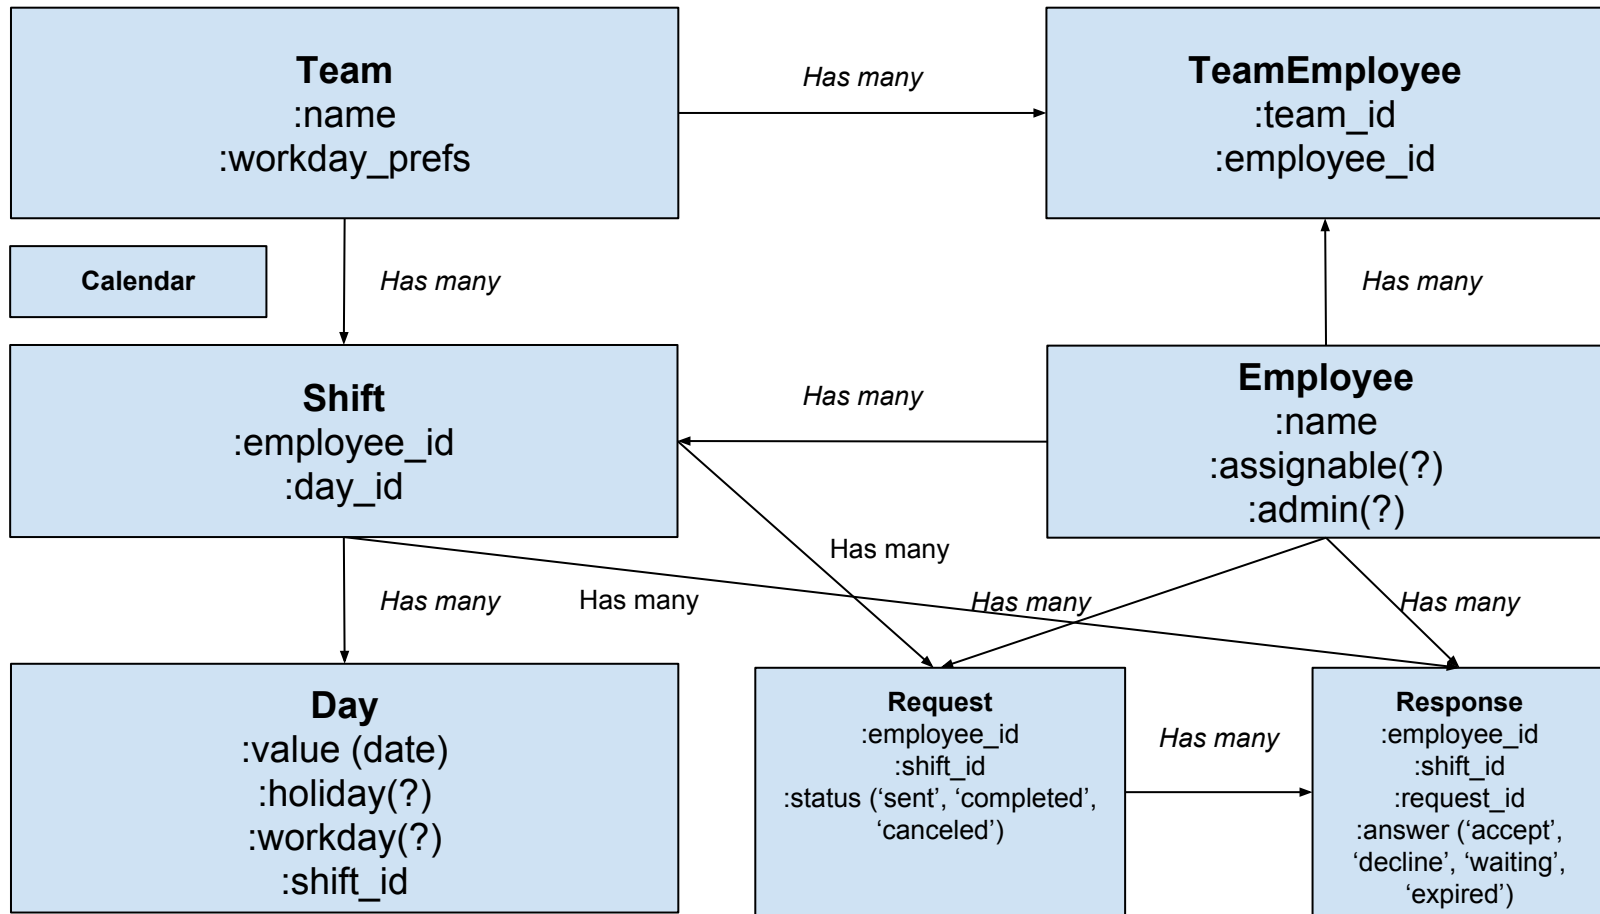 Team
:name
:workday_prefs
Has many
TeamEmployee
:team_id
:employee_id
Calendar
Has many
Has many
Shift
:employee_id
:day_id
Has many
Employee
:name
:assignable(?)
:admin(?)
Has many
Has many
Has many
Has many
Has many
Day
:value (date)
:holiday(?)
:workday(?)
:shift_id
Request
:employee_id
:shift_id
:status (‘sent’, ‘completed’,
‘canceled’)
Has many
Response
:employee_id
:shift_id
:request_id
:answer (‘accept’,
‘decline’, ‘waiting’,
‘expired’)